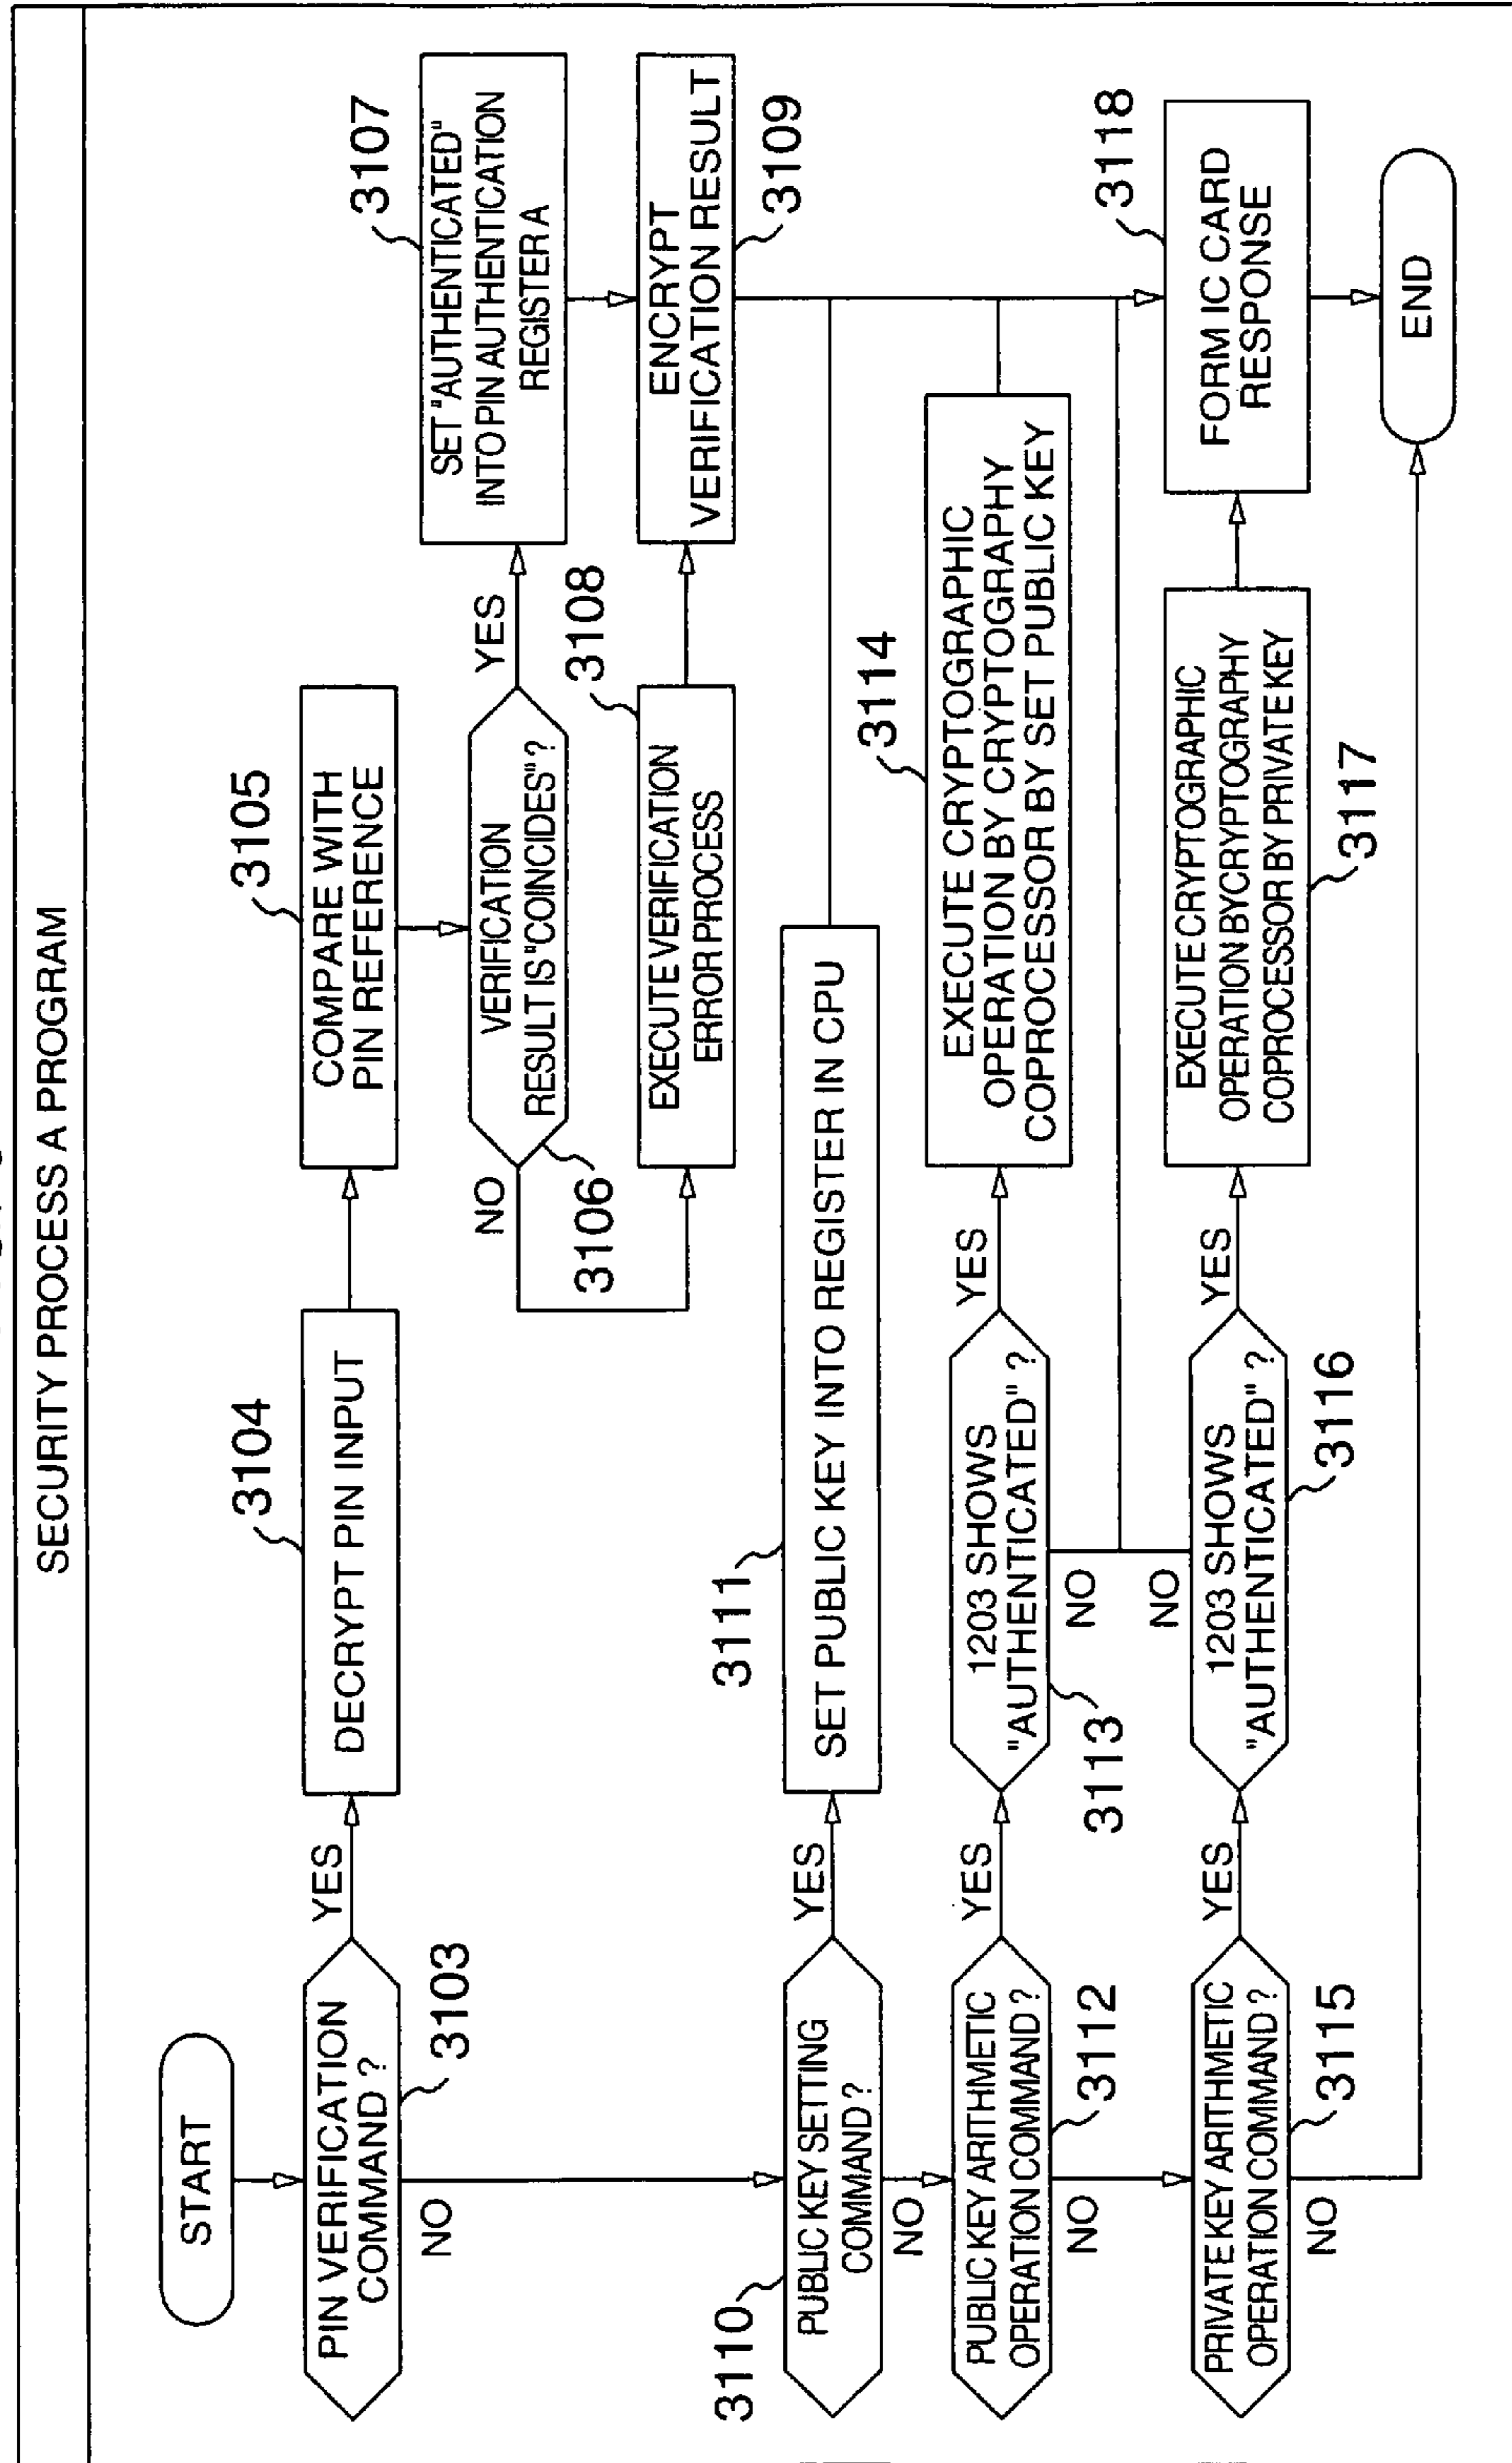 SECURITY PROCESS A PROGRAM
START
PIN VERIFICATION
COMMAND ?
3103
YES
NO
3104
DECRYPT PIN INPUT
3105
COMPARE WITH
PIN REFERENCE
VERIFICATION
RESULT IS "COINCIDES" ?
3106
YES
NO
3107
SET "AUTHENTICATED"
INTO PIN AUTHENTICATION
REGISTER A
3108
EXECUTE VERIFICATION
ERROR PROCESS
ENCRYPT
VERIFICATION RESULT
3109
3110
PUBLIC KEY SETTING
COMMAND ?
YES
NO
3111
SET PUBLIC KEY INTO REGISTER IN CPU
PUBLIC KEY ARITHMETIC
OPERATION COMMAND ?
3112
YES
NO
1203 SHOWS
"AUTHENTICATED" ?
3113
YES
NO
3114
EXECUTE CRYPTOGRAPHIC
OPERATION BY CRYPTOGRAPHY
COPROCESSOR BY SET PUBLIC KEY
PRIVATE KEY ARITHMETIC
OPERATION COMMAND ?
3115
YES
NO
1203 SHOWS
"AUTHENTICATED" ?
3116
YES
NO
EXECUTE CRYPTOGRAPHIC
OPERATION BY CRYPTOGRAPHY
COPROCESSOR BY PRIVATE KEY
3117
3118
FORM IC CARD
RESPONSE
END